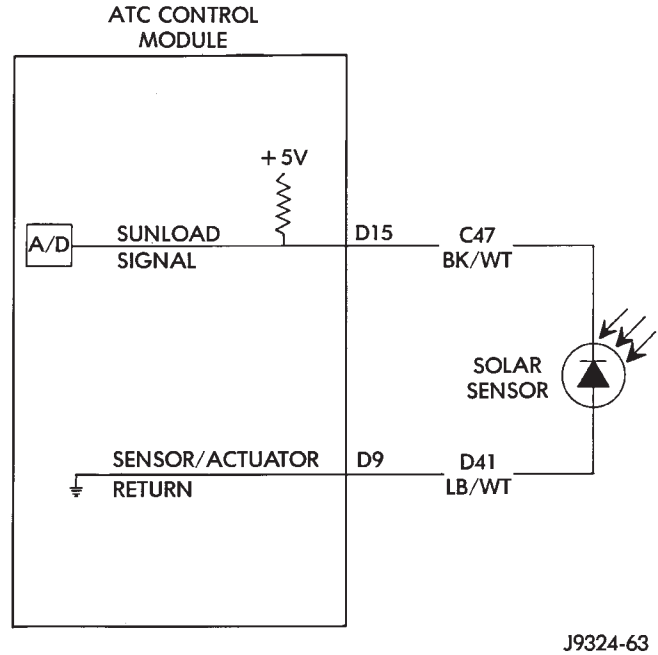 ATC CONTROL
MODULE
+5V
A/D
SUNLOAD
SIGNAL
D15
C47
BK/WT
SOLAR
SENSOR
SENSOR/ACTUATOR
RETURN
D9
D41
LB/WT
J9324-63